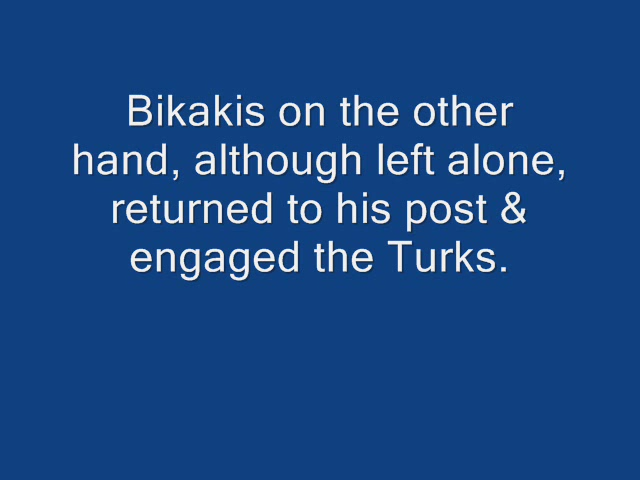 Bikakis on the other
hand, although left alone,
returned to his post &
engaged the Turks.